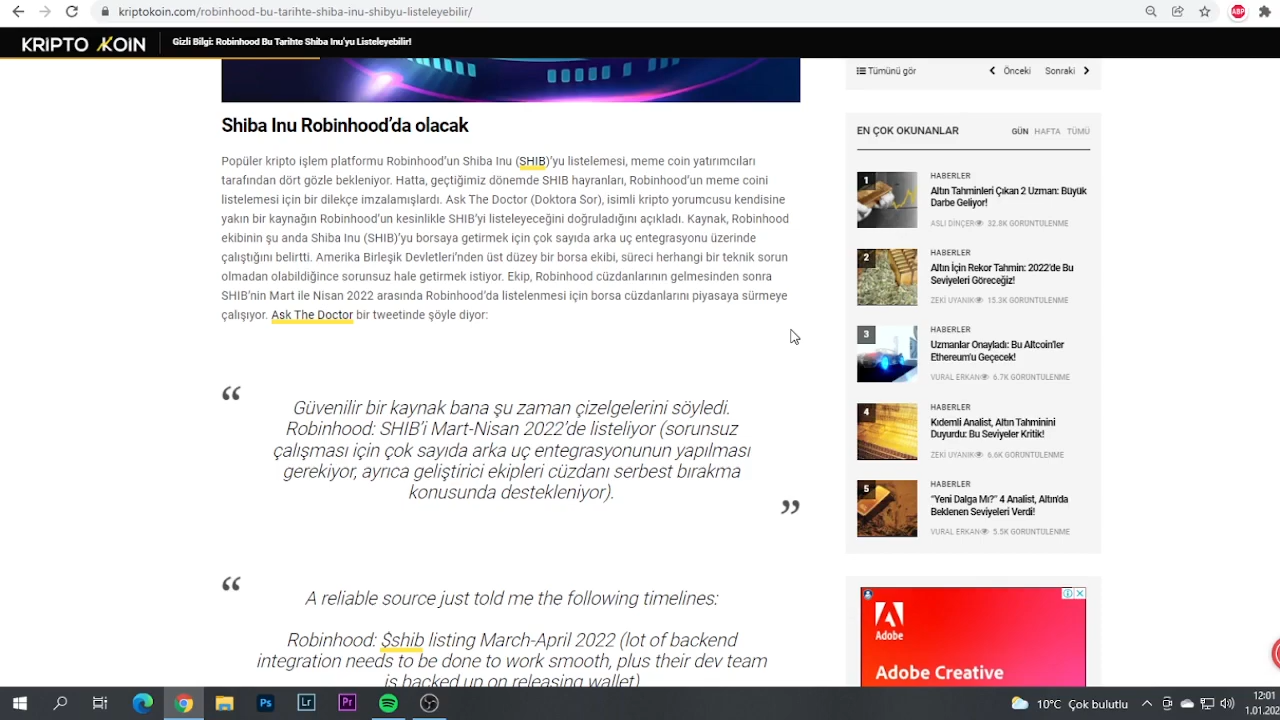 kriptokoin.com/robinhood-bu-tarihte-shiba-inu-shibyu-listeleyebilir/
ABP
KRIPTO KOIN
Gizli Bilgi: Robinhood Bu Tarihte Shiba Inu'yu Listeleyebilir!
Tümünü gör
Önceki
Sonraki
Shiba Inu Robinhood'da olacak
Popüler kripto işlem platformu Robinhood'un Shiba Inu (SHIB)'yu listelemesi, meme coin yatırımcıları
tarafından dört gözle bekleniyor. Hatta, geçtiğimiz dönemde SHIB hayranları, Robinhood'un meme coini
listelemesi için bir dilekçe imzalamışlardı. Ask The Doctor (Doktora Sor), isimli kripto yorumcusu kendisine
yakın bir kaynağın Robinhood'un kesinlikle SHIB'yi listeleyeceğini doğruladığını açıkladı. Kaynak, Robinhood
ekibinin şu anda Shiba Inu (SHIB)'yu borsaya getirmek için çok sayıda arka uç entegrasyonu üzerinde
çalıştığını belirtti. Amerika Birleşik Devletleri'nden üst düzey bir borsa ekibi, süreci herhangi bir teknik sorun
olmadan olabildiğince sorunsuz hale getirmek istiyor. Ekip, Robinhood cüzdanlarının gelmesinden sonra
SHIB'nin Mart ile Nisan 2022 arasında Robinhood'da listelenmesi için borsa cüzdanlarını piyasaya sürmeye
çalışıyor. Ask The Doctor bir tweetinde şöyle diyor:
“
Güvenilir bir kaynak bana şu zaman çizelgelerini söyledi.
Robinhood: SHIB'i Mart-Nisan 2022'de listeliyor (sorunsuz
çalışması için çok sayıda arka uç entegrasyonunun yapılması
gerekiyor, ayrıca geliştirici ekipleri cüzdanı serbest bırakma
konusunda destekleniyor).
”
“
A reliable source just told me the following timelines:
Robinhood: $shib listing March-April 2022 (lot of backend
integration needs to be done to work smooth, plus their dev team
is backed up on releasing wallet)
EN ÇOK OKUNANLAR
GÜN HAFTA TÜMÜ
1
HABERLER
Altın Tahminleri Çıkan 2 Uzman: Büyük
Darbe Geliyor!
ASLI DİNÇER 32.8K GÖRÜNTÜLENME
2
HABERLER
Altın İçin Rekor Tahmin: 2022'de Bu
Seviyeleri Göreceğiz!
ZEKİ UYANIK 15.3K GÖRÜNTÜLENME
3
HABERLER
Uzmanlar Onayladı: Bu Altcoin'ler
Ethereum'u Geçecek!
VURAL ERKAN 6.7K GÖRÜNTÜLENME
4
HABERLER
Kıdemli Analist, Altın Tahminini
Duyurdu: Bu Seviyeler Kritik!
ZEKİ UYANIK 6.6K GÖRÜNTÜLENME
5
HABERLER
“Yeni Dalga Mı?” 4 Analist, Altın'da
Beklenen Seviyeleri Verdi!
VURAL ERKAN 5.5K GÖRÜNTÜLENME
Adobe
Adobe Creative
Ps
Lr
Pr
10°C Çok bulutlu
12:01
1.01.202